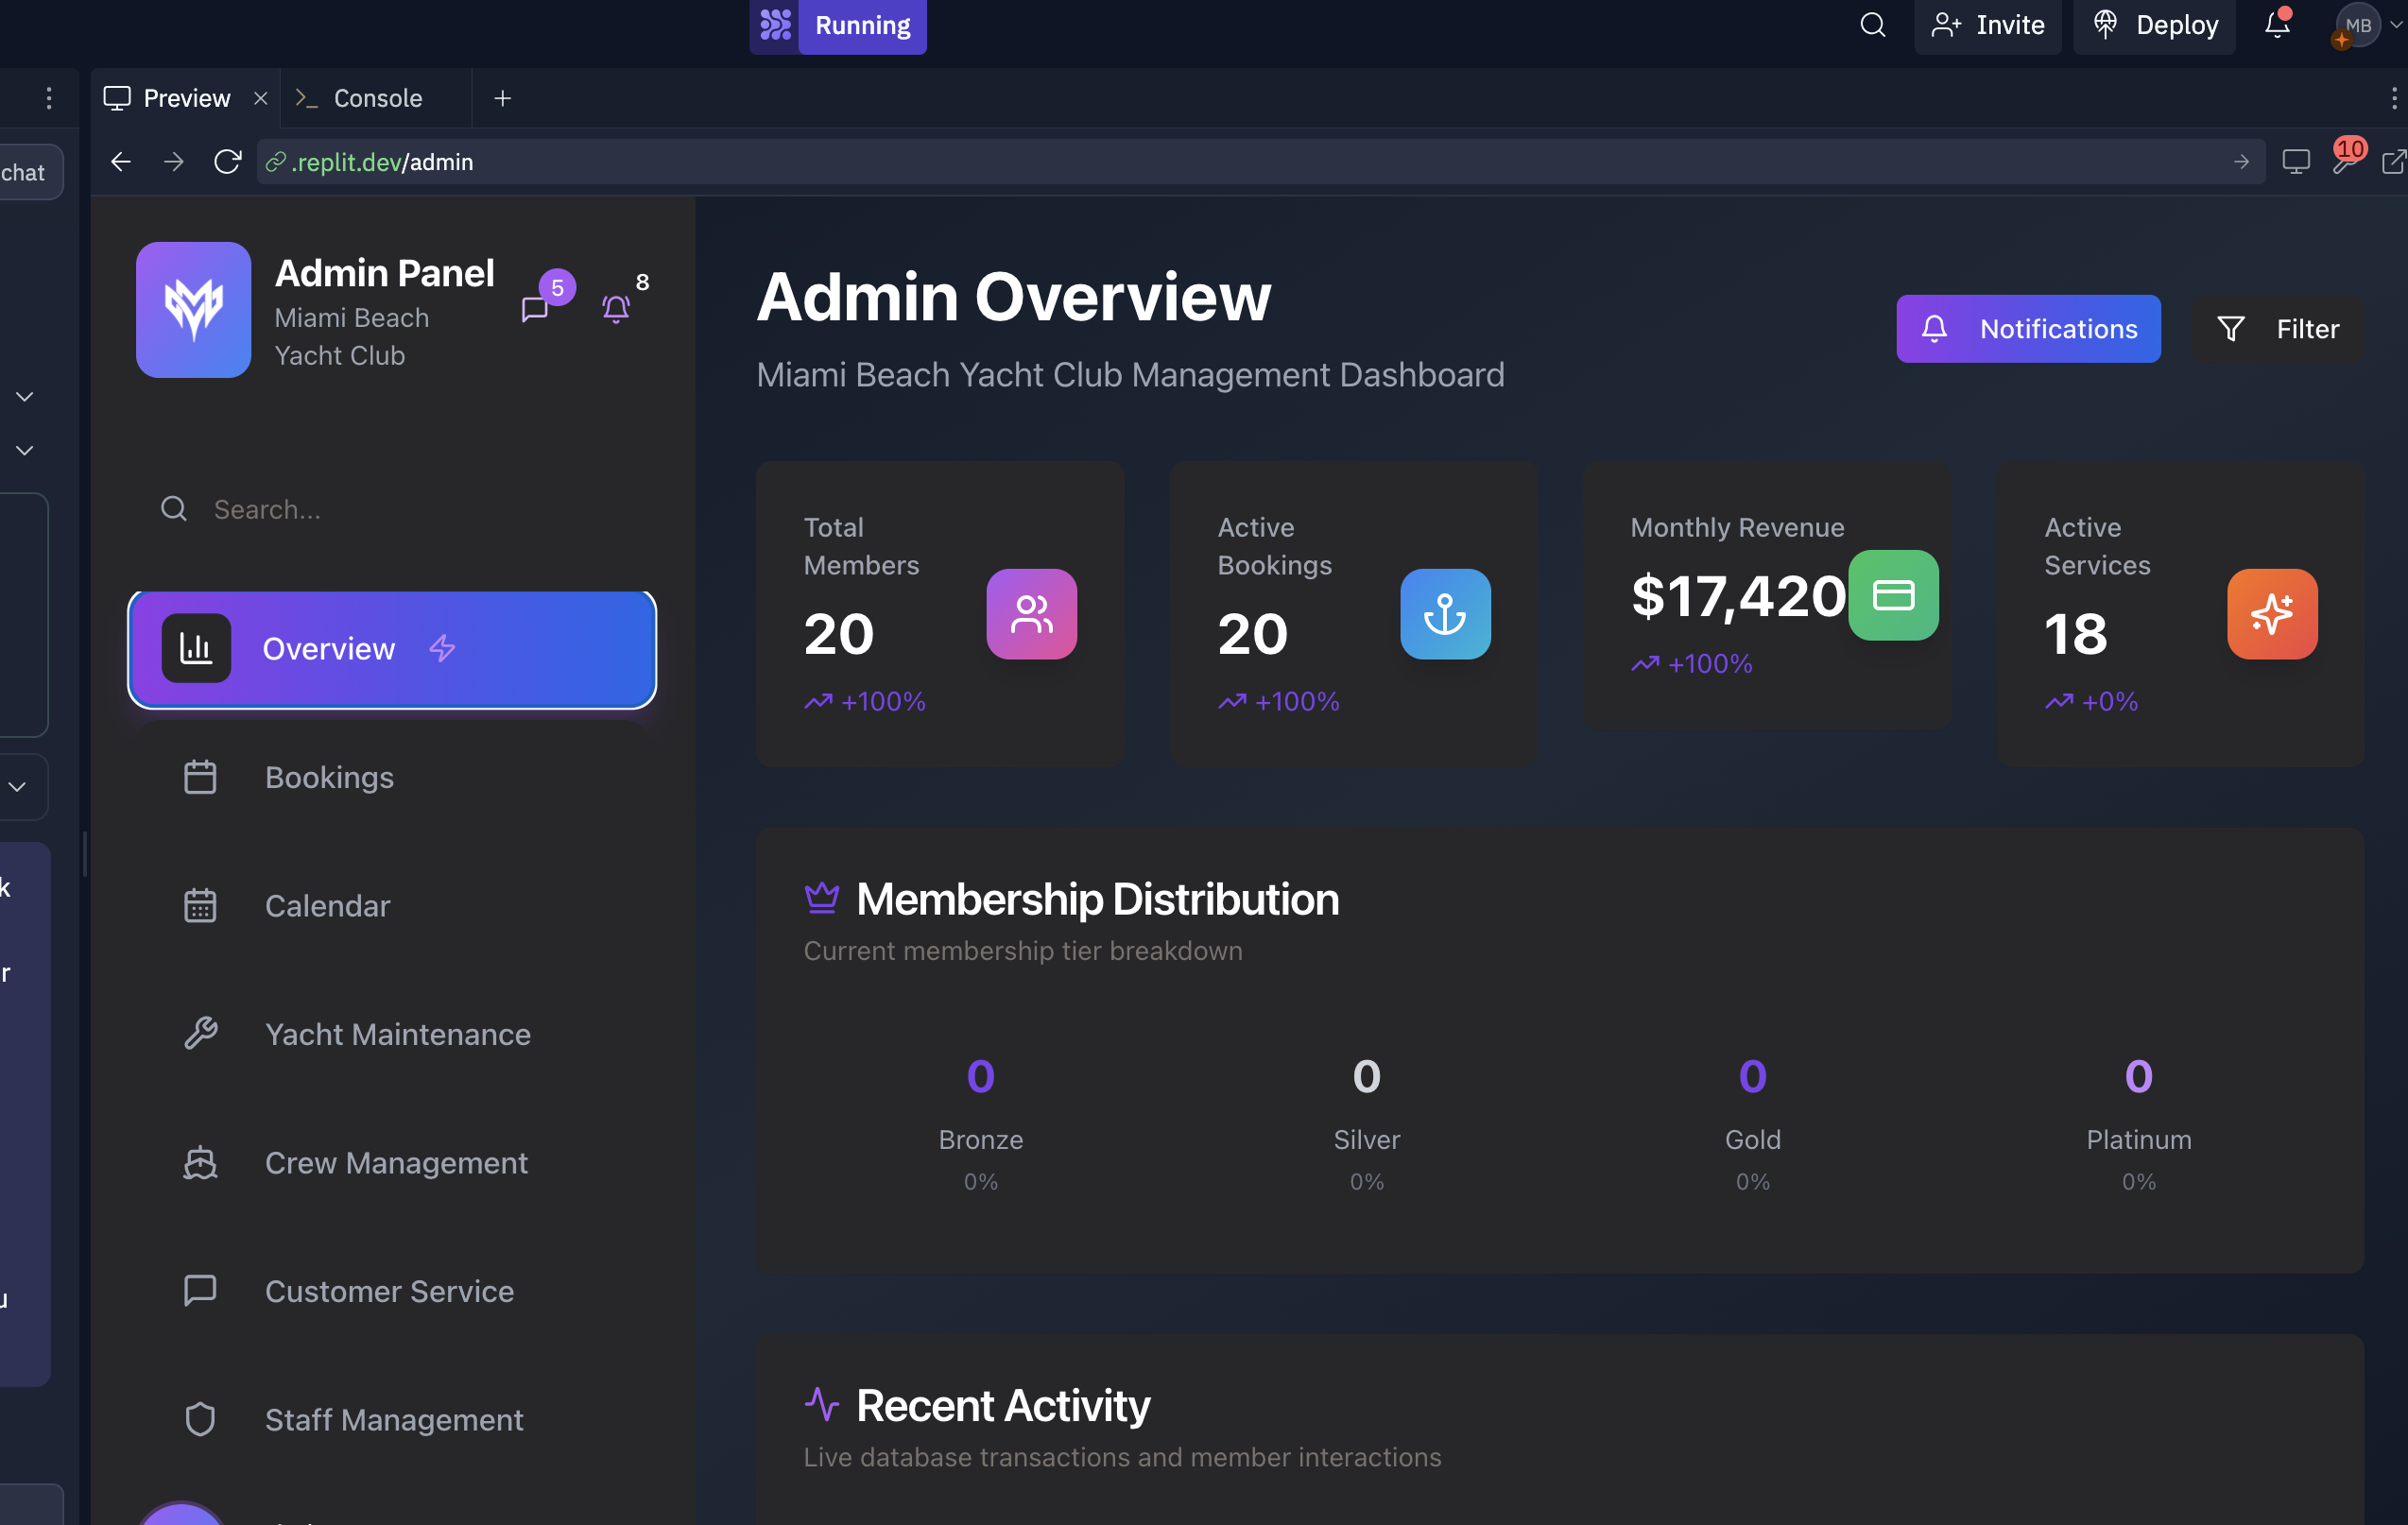 Running
Invite
Deploy
MB
Preview
Console
chat
.replit.dev/admin
10
Admin Panel
Miami Beach
Yacht Club
5
8
Search...
Overview
Bookings
Calendar
Yacht Maintenance
Crew Management
Customer Service
Staff Management
Admin Overview
Miami Beach Yacht Club Management Dashboard
Notifications
Filter
Total
Members
20
+100%
Active
Bookings
20
+100%
Monthly Revenue
$17,420
+100%
Active
Services
18
+0%
Membership Distribution
Current membership tier breakdown
0
Bronze
0%
0
Silver
0%
0
Gold
0%
0
Platinum
0%
Recent Activity
Live database transactions and member interactions
k
r
u